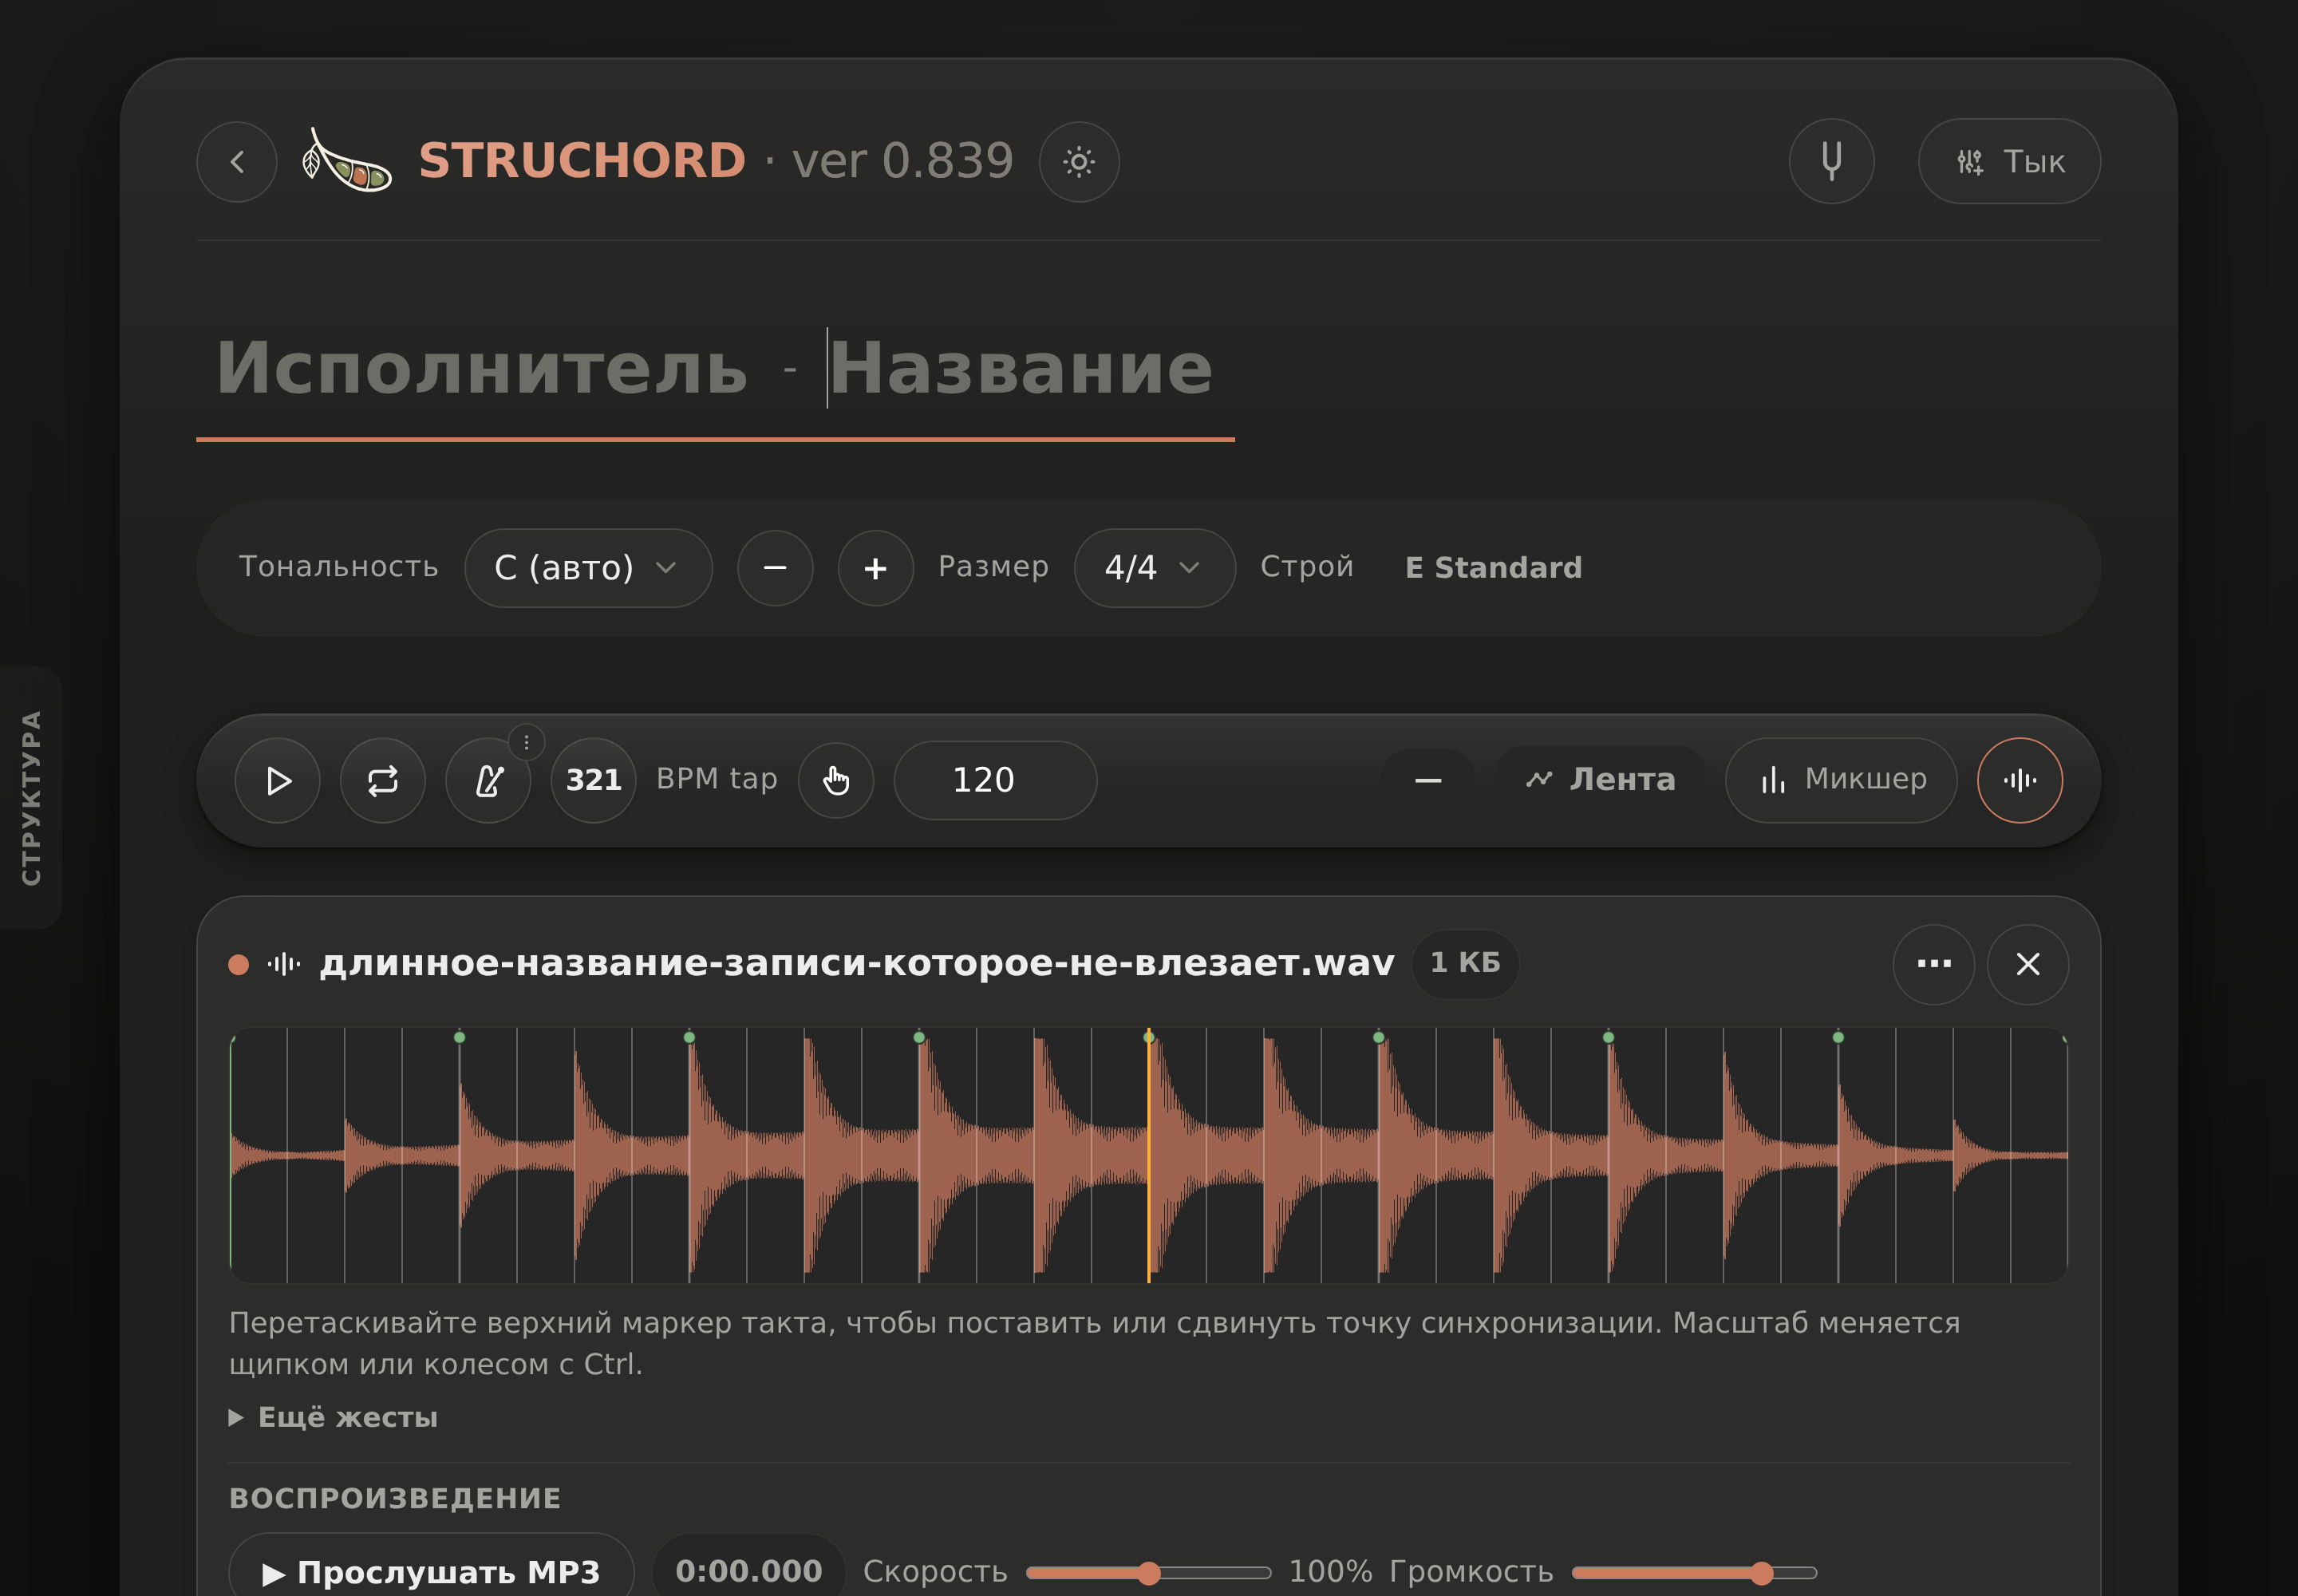 STRUCHORD · ver 0.839 Тык
Исполнитель - Название
Тональность C (авто) − + Размер 4/4 Строй E Standard
СТРУКТУРА
321 BPM tap 120 — Лента Микшер
длинное-название-записи-которое-не-влезает.wav 1 КБ ···
Перетаскивайте верхний маркер такта, чтобы поставить или сдвинуть точку синхронизации. Масштаб меняется
щипком или колесом с Ctrl.
▶ Ещё жесты
ВОСПРОИЗВЕДЕНИЕ
▶ Прослушать MP3 0:00.000 Скорость 100% Громкость